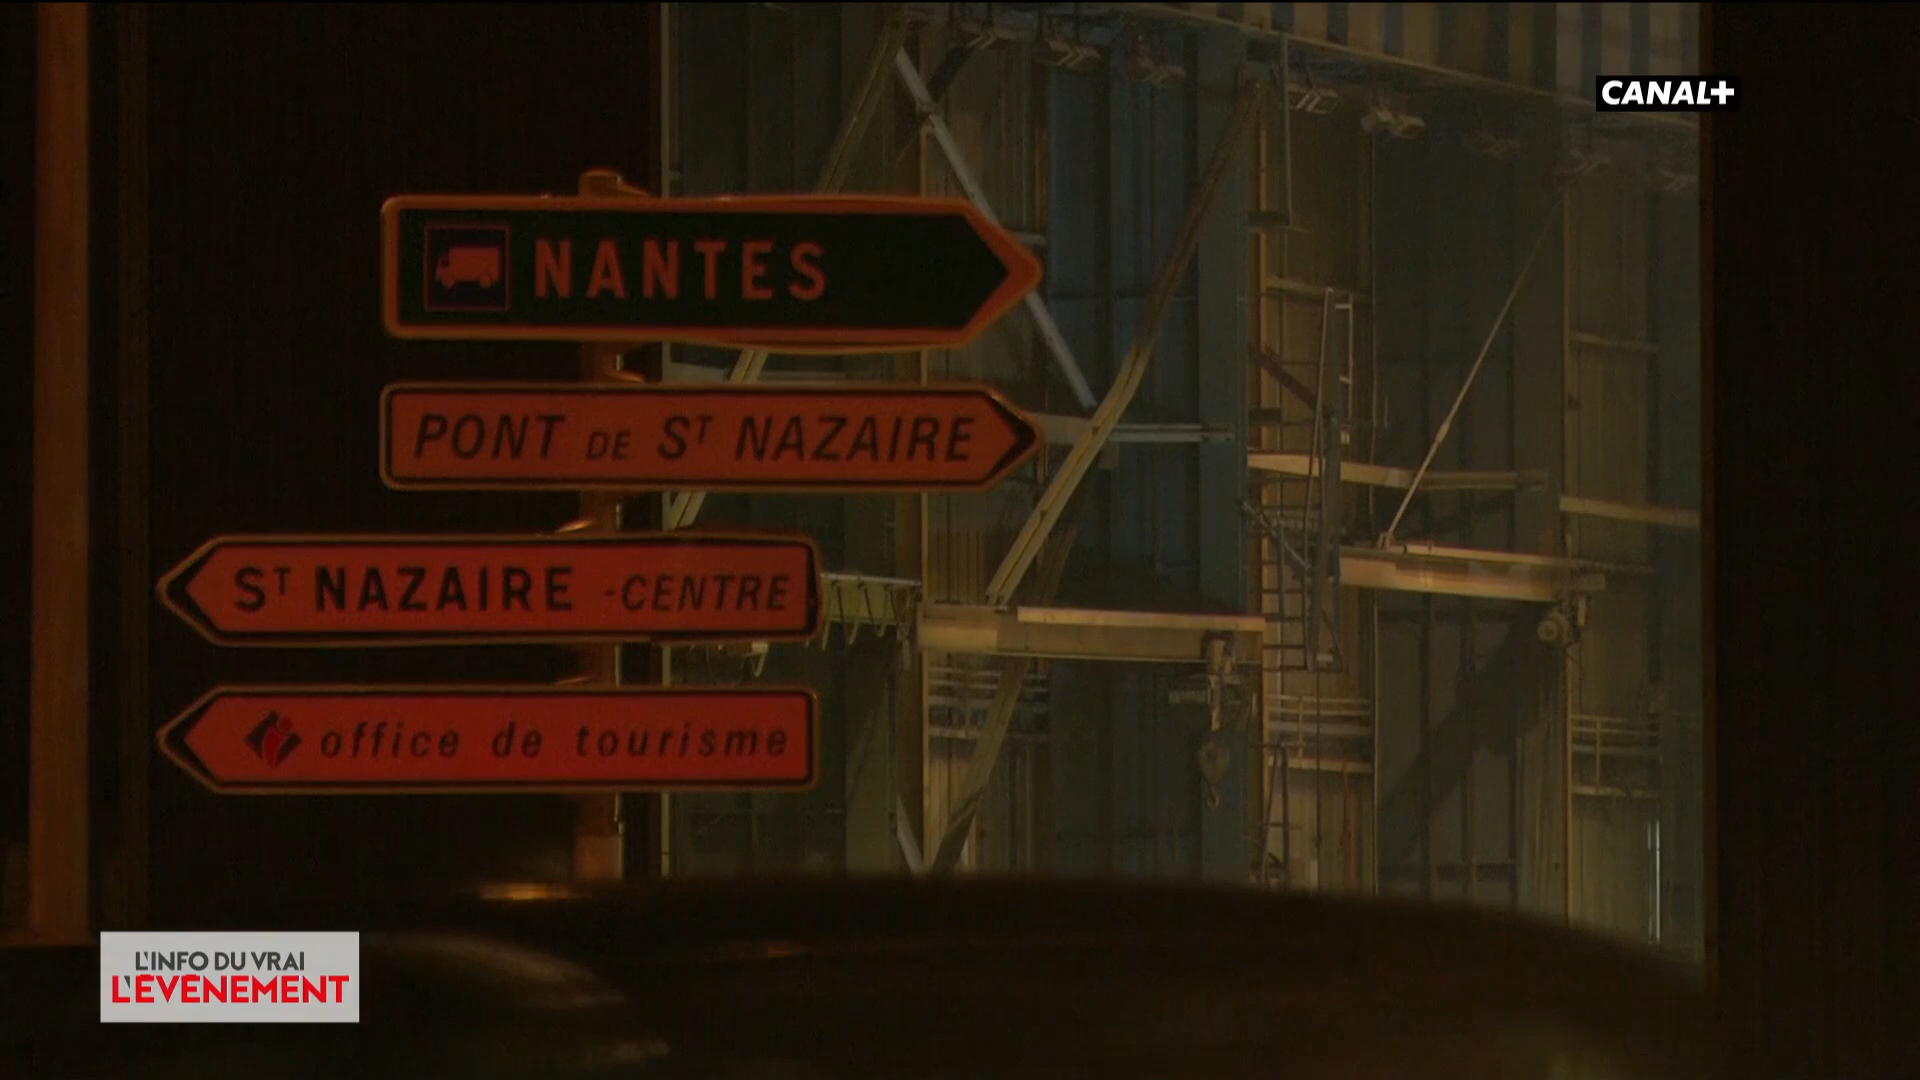 CANAL+
NANTES
PONT DE ST NAZAIRE
ST NAZAIRE -CENTRE
office de tourisme
L'INFO DU VRAI
L'ÉVÉNEMENT